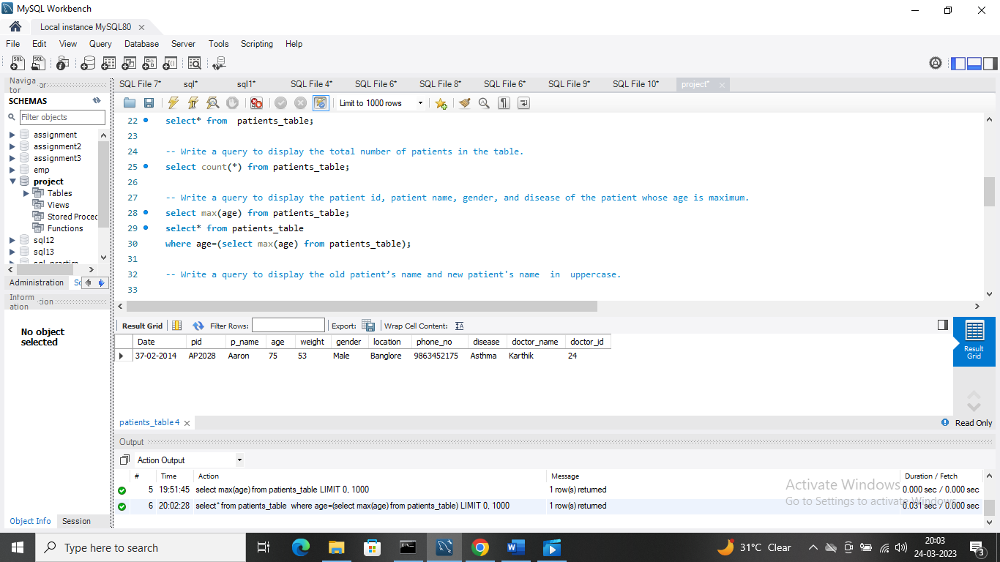 MySQL Workbench
Local instance MySQL80
File Edit View Query Database Server Tools Scripting Help
Naviga
tor
SCHEMAS
Filter objects
assignment
assignment2
assignment3
emp
project
Tables
Views
Stored Proced
Functions
sql12
sql13
sql_practice
Administration
Inform
ation
No object
selected
Object Info Session
SQL File 7* sql* sql1* SQL File 4* SQL File 6* SQL File 8* SQL File 6* SQL File 9* SQL File 10* project*
Limit to 1000 rows
22 select* from patients_table;
23
24 -- Write a query to display the total number of patients in the table.
25 select count(*) from patients_table;
26
27 -- Write a query to display the patient id, patient name, gender, and disease of the patient whose age is maximum.
28 select max(age) from patients_table;
29 select* from patients_table
30 where age=(select max(age) from patients_table);
31
32 -- Write a query to display the old patient’s name and new patient's name in uppercase.
33
Result Grid Filter Rows: Export: Wrap Cell Content:
Date pid p_name age weight gender location phone_no disease doctor_name doctor_id
37-02-2014 AP2028 Aaron 75 53 Male Banglore 9863452175 Asthma Karthik 24
Result
Grid
patients_table 4
Read Only
Output
Action Output
# Time Action Message Duration / Fetch
5 19:51:45 select max(age) from patients_table LIMIT 0, 1000 1 row(s) returned 0.000 sec / 0.000 sec
6 20:02:28 select* from patients_table where age=(select max(age) from patients_table) LIMIT 0, 1000 1 row(s) returned 0.031 sec / 0.000 sec
Activate Windows
Go to Settings to activate Windows.
Type here to search
31°C Clear
20:03
24-03-2023
3